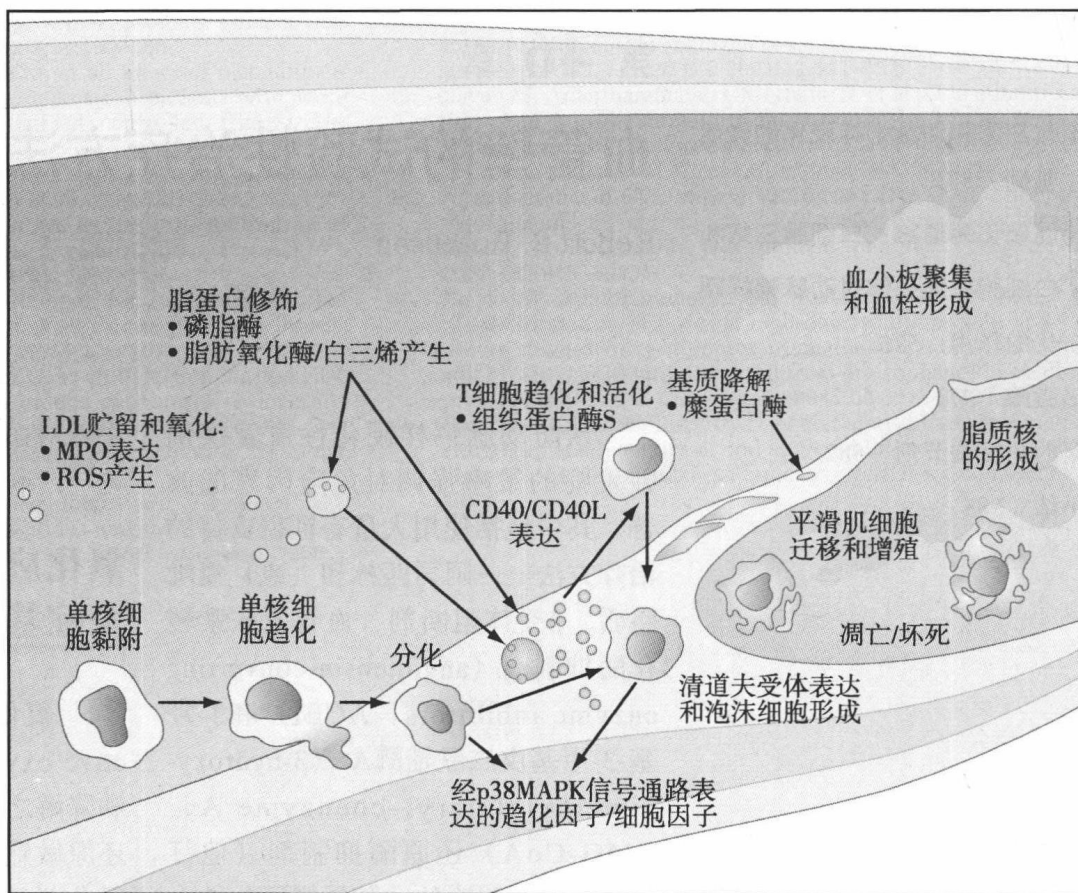 血小板聚集
和血栓形成
脂蛋白修饰
• 磷脂酶
• 脂肪氧化酶/白三烯产生
T细胞趋化和活化
• 组织蛋白酶S
基质降解
• 糜蛋白酶
LDL贮留和氧化:
• MPO表达
• ROS产生
脂质核
的形成
CD40/CD40L
表达
平滑肌细胞
迁移和增殖
单核细
胞黏附
单核细
胞趋化
分化
凋亡/坏死
清道夫受体表达
和泡沫细胞形成
经p38MAPK信号通路表
达的趋化因子/细胞因子